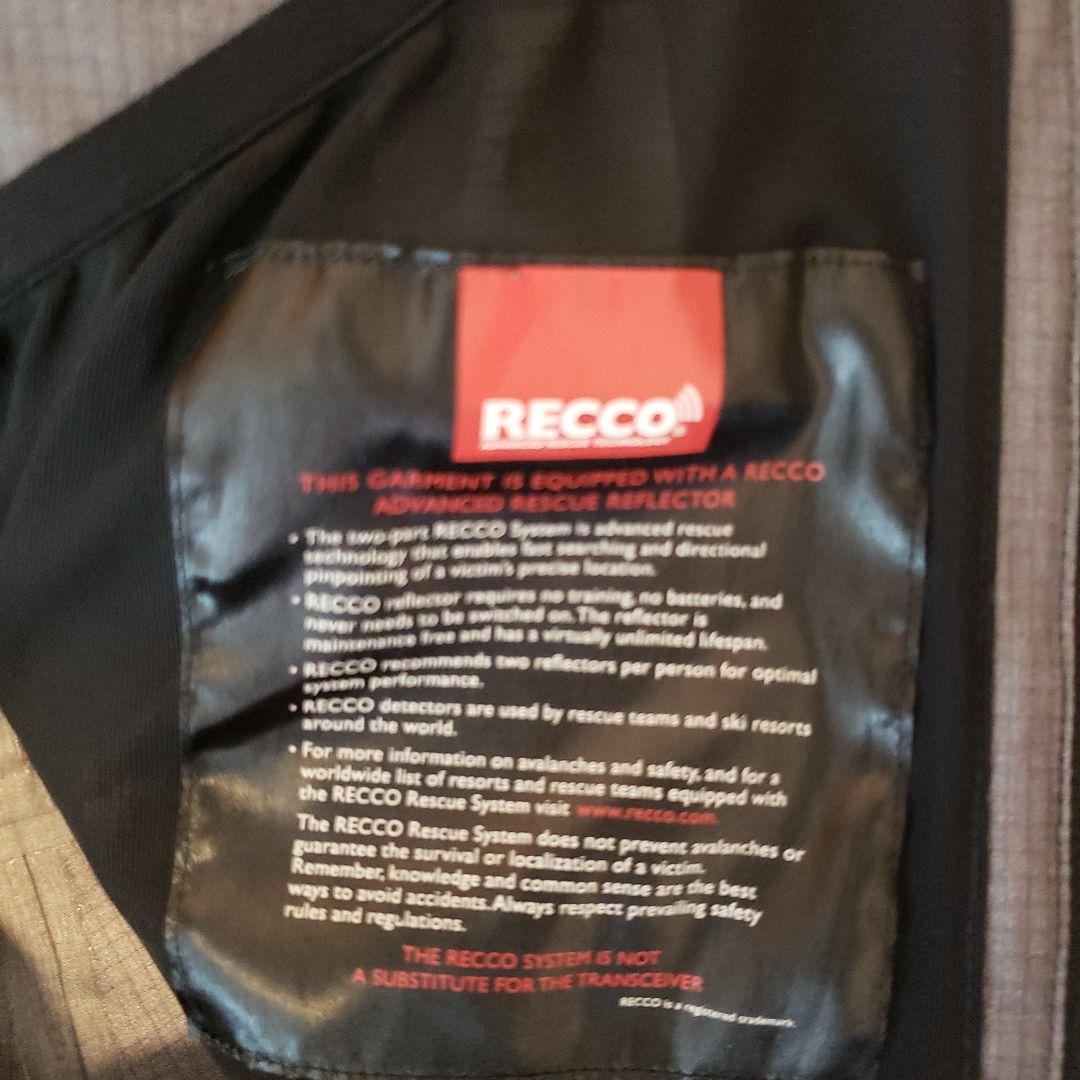 RECCO
THIS GARMENT IS EQUIPPED WITH A RECCO
ADVANCED RESCUE REFLECTOR
• The two-part RECCO System is advanced rescue
technology that enables fast searching and directional
pinpointing of a victim's precise location.
• RECCO reflector requires no training, no batteries, and
never needs to be switched on. The reflector is
maintenance free and has a virtually unlimited lifespan.
• RECCO recommends two reflectors per person for optimal
system performance.
• RECCO detectors are used by rescue teams and ski resorts
around the world.
• For more information on avalanches and safety, and for a
worldwide list of resorts and rescue teams equipped with
the RECCO Rescue System visit www.recco.com
The RECCO Rescue System does not prevent avalanches or
guarantee the survival or localization of a victim.
Remember, knowledge and common sense are the best
ways to avoid accidents. Always respect prevailing safety
rules and regulations.
THE RECCO SYSTEM IS NOT
A SUBSTITUTE FOR THE TRANSCEIVER
RECCO is a registered trademark.